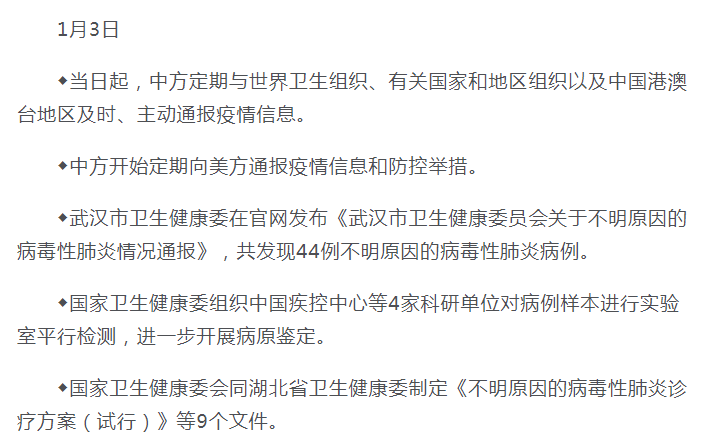 1月3日
◆当日起，中方定期与世界卫生组织、有关国家和地区组织以及中国港澳
台地区及时、主动通报疫情信息。
◆中方开始定期向美方通报疫情信息和防控举措。
◆武汉市卫生健康委在官网发布《武汉市卫生健康委员会关于不明原因的
病毒性肺炎情况通报》，共发现44例不明原因的病毒性肺炎病例。
◆国家卫生健康委组织中国疾控中心等4家科研单位对病例样本进行实验
室平行检测，进一步开展病原鉴定。
◆国家卫生健康委会同湖北省卫生健康委制定《不明原因的病毒性肺炎诊
疗方案（试行）》等9个文件。